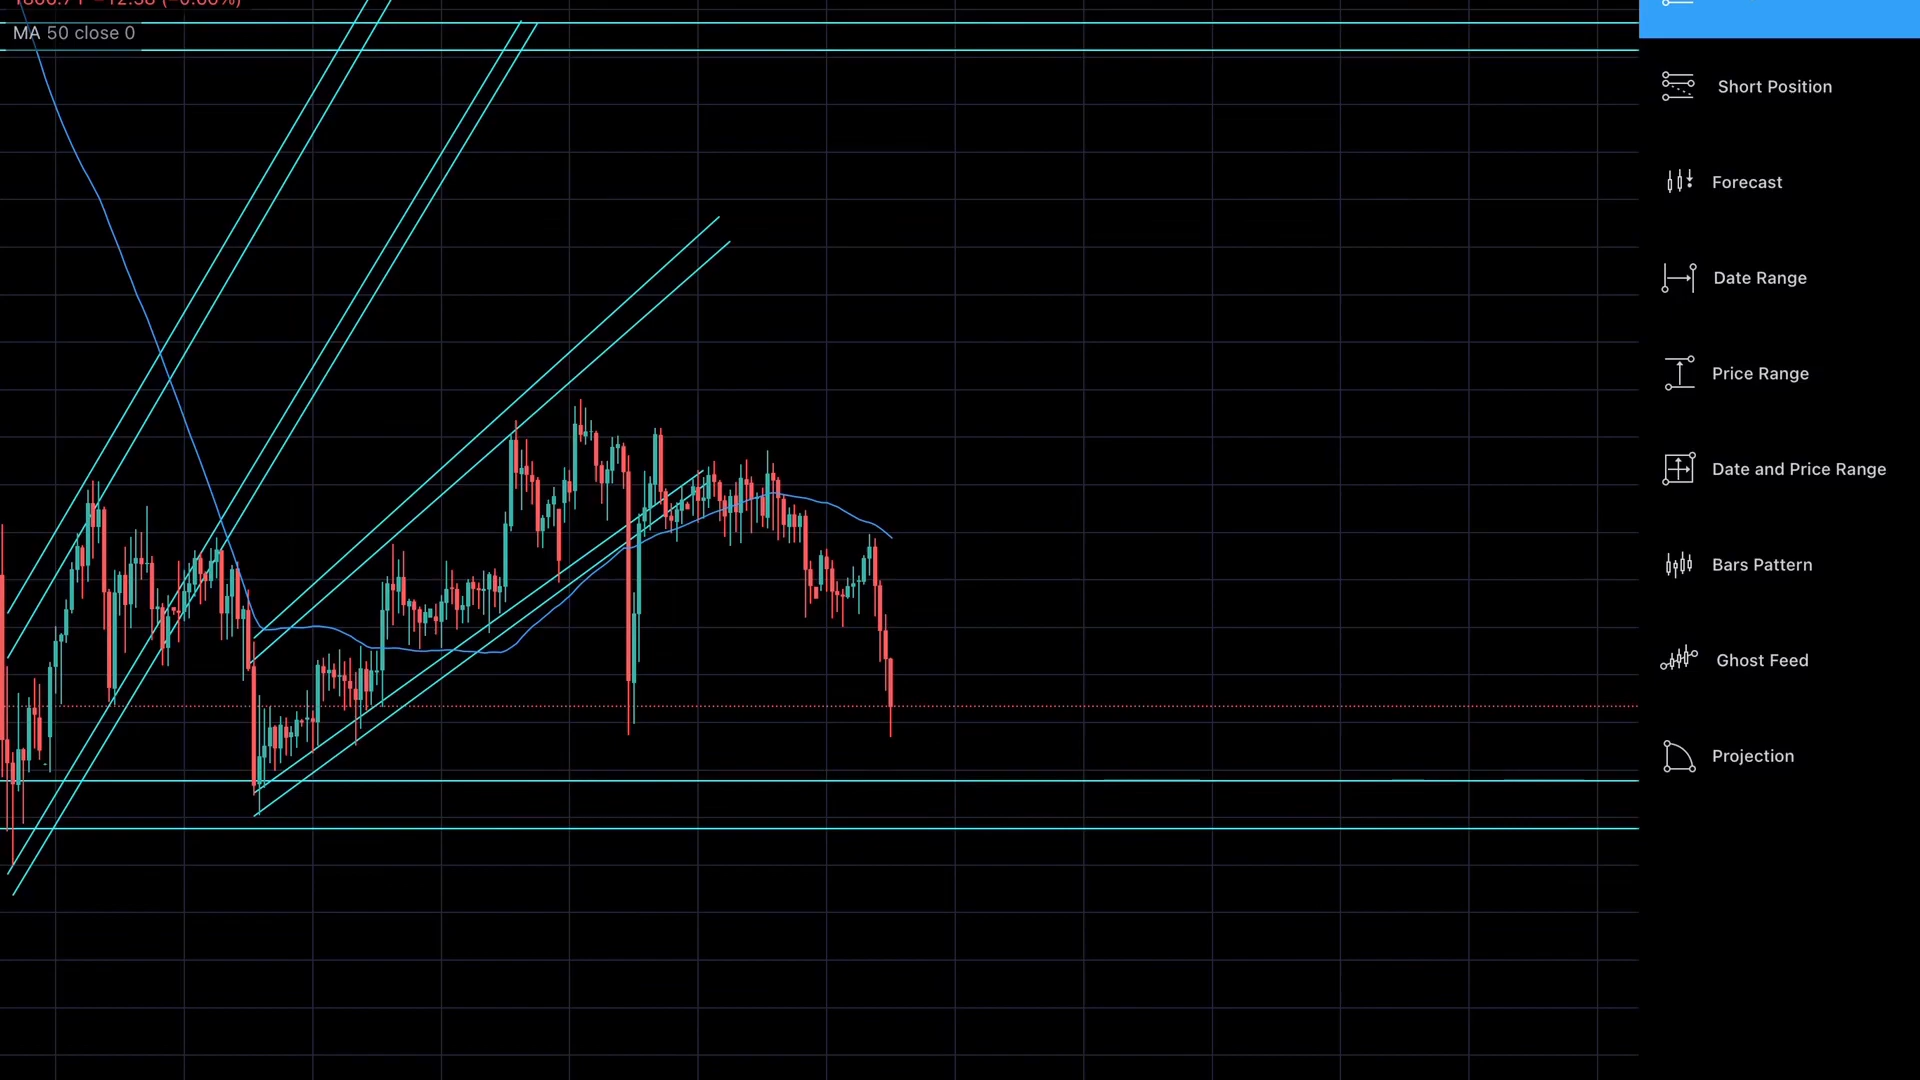 MA 50 close 0
Short Position
Forecast
Date Range
Price Range
Date and Price Range
Bars Pattern
Ghost Feed
Projection